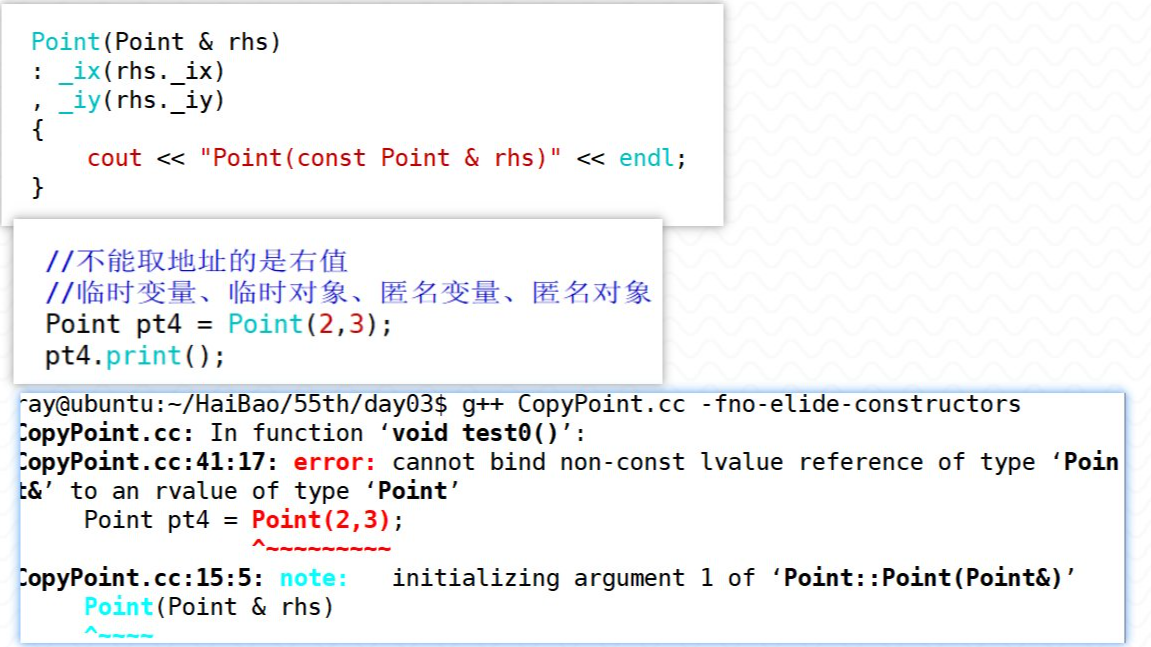 Point(Point & rhs)
: _ix(rhs._ix)
, _iy(rhs._iy)
{
cout << "Point(const Point & rhs)" << endl;
}
//不能取地址的是右值
//临时变量、临时对象、匿名变量、匿名对象
Point pt4 = Point(2,3);
pt4.print();
ray@ubuntu:~/HaiBao/55th/day03$ g++ CopyPoint.cc -fno-elide-constructors
CopyPoint.cc: In function ‘void test0()’:
CopyPoint.cc:41:17: error: cannot bind non-const lvalue reference of type ‘Poin
t&’ to an rvalue of type ‘Point’
Point pt4 = Point(2,3);
^~~~~~~~~~
CopyPoint.cc:15:5: note:   initializing argument 1 of ‘Point::Point(Point&)’
Point(Point & rhs)
^~~~~